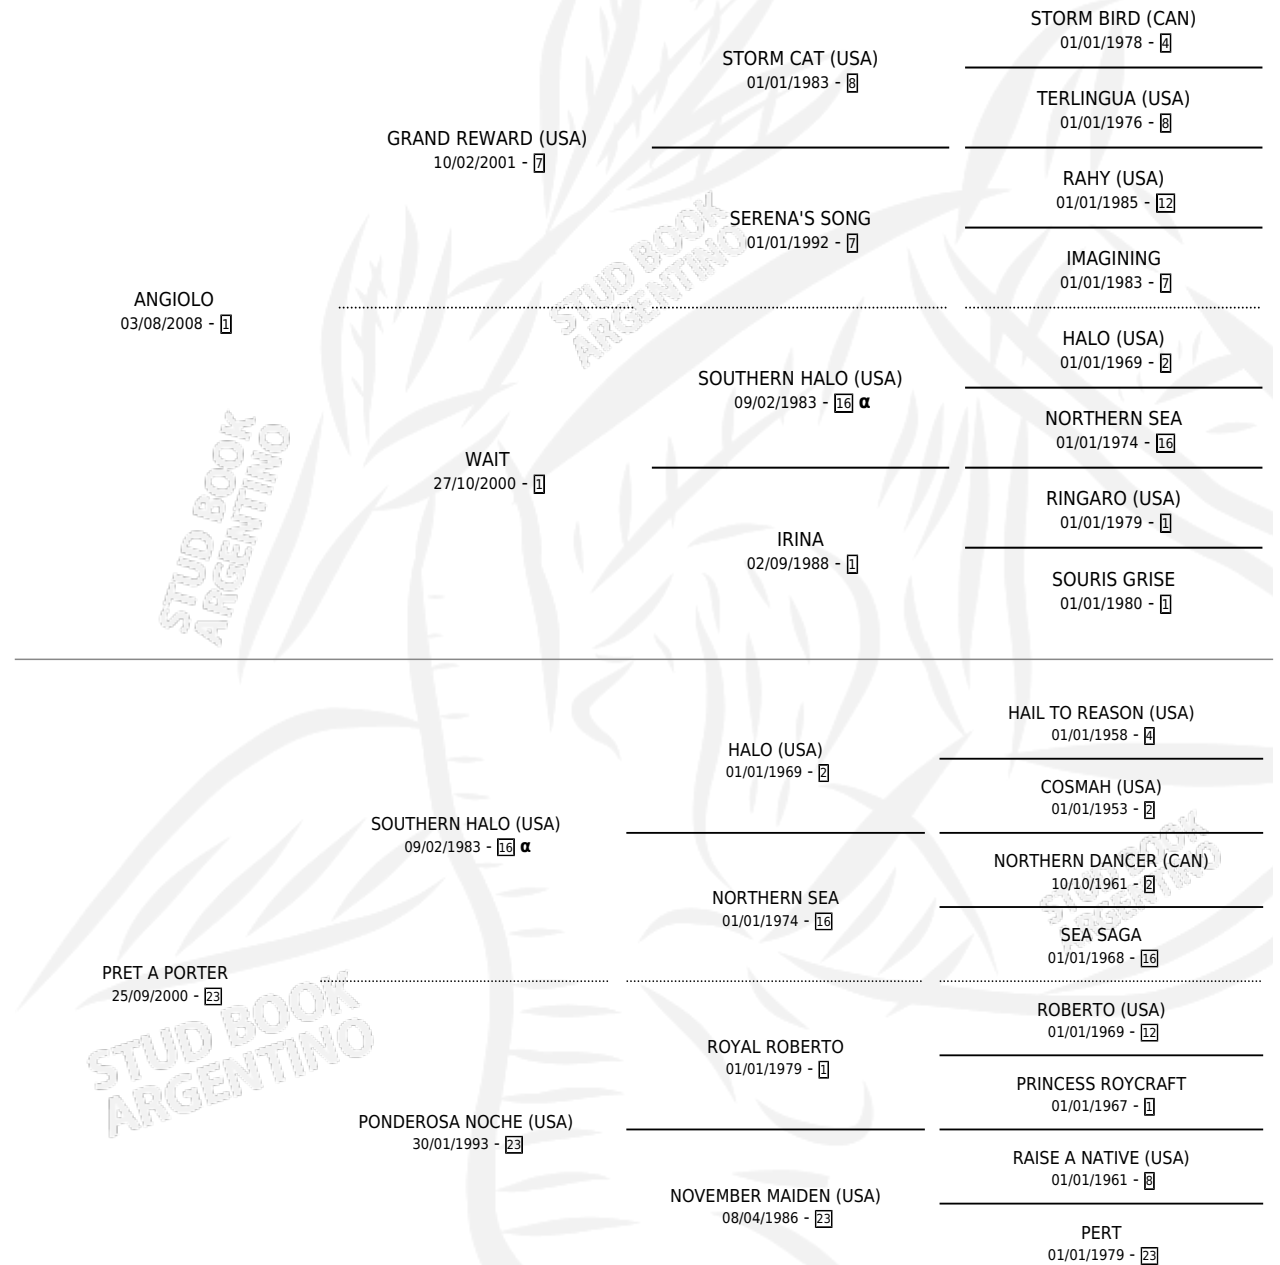 STORM BIRD (CAN)
01/01/1978 - 4
STORM CAT (USA)
01/01/1983 - 8
TERLINGUA (USA)
01/01/1976 - 8
GRAND REWARD (USA)
10/02/2001 - 7
RAHY (USA)
01/01/1985 - 12
SERENA'S SONG
01/01/1992 - 7
IMAGINING
01/01/1983 - 7
STUD BOOK
ARGENTINO
ANGIOLO
03/08/2008 - 1
HALO (USA)
01/01/1969 - 2
SOUTHERN HALO (USA)
09/02/1983 - 16 α
NORTHERN SEA
01/01/1974 - 16
WAIT
27/10/2000 - 1
RINGARO (USA)
01/01/1979 - 1
IRINA
02/09/1988 - 1
SOURIS GRISE
01/01/1980 - 1
STUD BOOK
ARGENTINO
HAIL TO REASON (USA)
01/01/1958 - 4
HALO (USA)
01/01/1969 - 2
COSMAH (USA)
01/01/1953 - 2
SOUTHERN HALO (USA)
09/02/1983 - 16 α
NORTHERN DANCER (CAN)
10/10/1961 - 2
STUD BOOK
ARGENTINO
NORTHERN SEA
01/01/1974 - 16
SEA SAGA
01/01/1968 - 16
PRET A PORTER
25/09/2000 - 23
STUD BOOK
ARGENTINO
ROBERTO (USA)
01/01/1969 - 12
ROYAL ROBERTO
01/01/1979 - 1
PRINCESS ROYCRAFT
01/01/1967 - 1
PONDEROSA NOCHE (USA)
30/01/1993 - 23
RAISE A NATIVE (USA)
01/01/1961 - 8
NOVEMBER MAIDEN (USA)
08/04/1986 - 23
PERT
01/01/1979 - 23